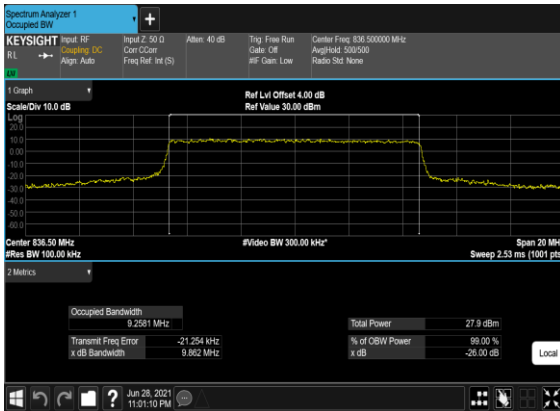 Spectrum Analyzer 1
Occupied BW
+
KEYSIGHT Input: RF Input Z: 50 Ω Atten: 40 dB Trig: Free Run Center Freq: 836.500000 MHz
RL Coupling: DC Corr CCorr Gate: Off Avg|Hold: 500/500
Align: Auto Freq Ref: Int (S) #IF Gain: Low Radio Std: None
LXI
1 Graph
Ref Lvl Offset 4.00 dB
Scale/Div 10.0 dB Ref Value 30.00 dBm
Log
20.0
10.0
0.00
-10.0
-20.0
-30.0
-40.0
-50.0
-60.0
Center 836.50 MHz #Video BW 300.00 kHz* Span 20 MH
#Res BW 100.00 kHz Sweep 2.53 ms (1001 pts
2 Metrics
Occupied Bandwidth
9.2581 MHz Total Power 27.9 dBm
Transmit Freq Error -21.254 kHz % of OBW Power 99.00 %
x dB Bandwidth 9.862 MHz x dB -26.00 dB
Local
? Jun 28, 2021
11:01:10 PM